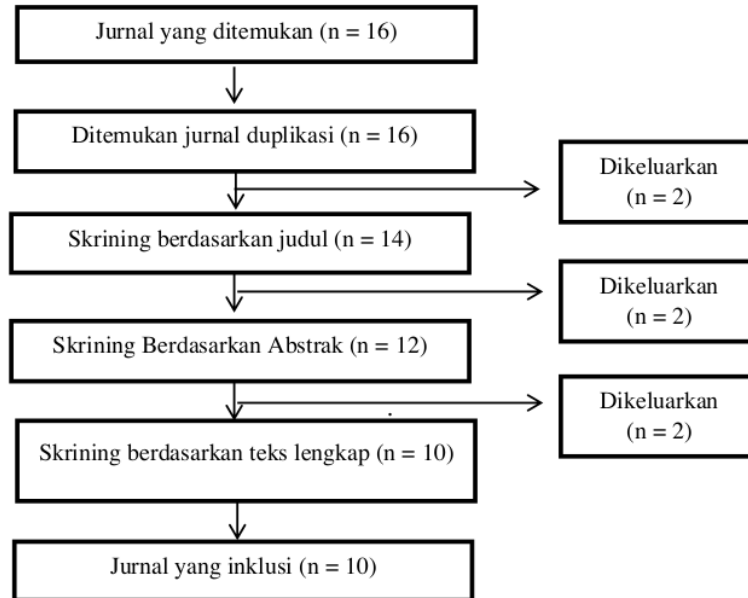 Jurnal yang ditemukan (n = 16)
Ditemukan jurnal duplikasi (n = 16)
Dikeluarkan
(n = 2)
Skrining berdasarkan judul (n = 14)
Dikeluarkan
(n = 2)
Skrining Berdasarkan Abstrak (n = 12)
Dikeluarkan
(n = 2)
Skrining berdasarkan teks lengkap (n = 10)
Jurnal yang inklusi (n = 10)